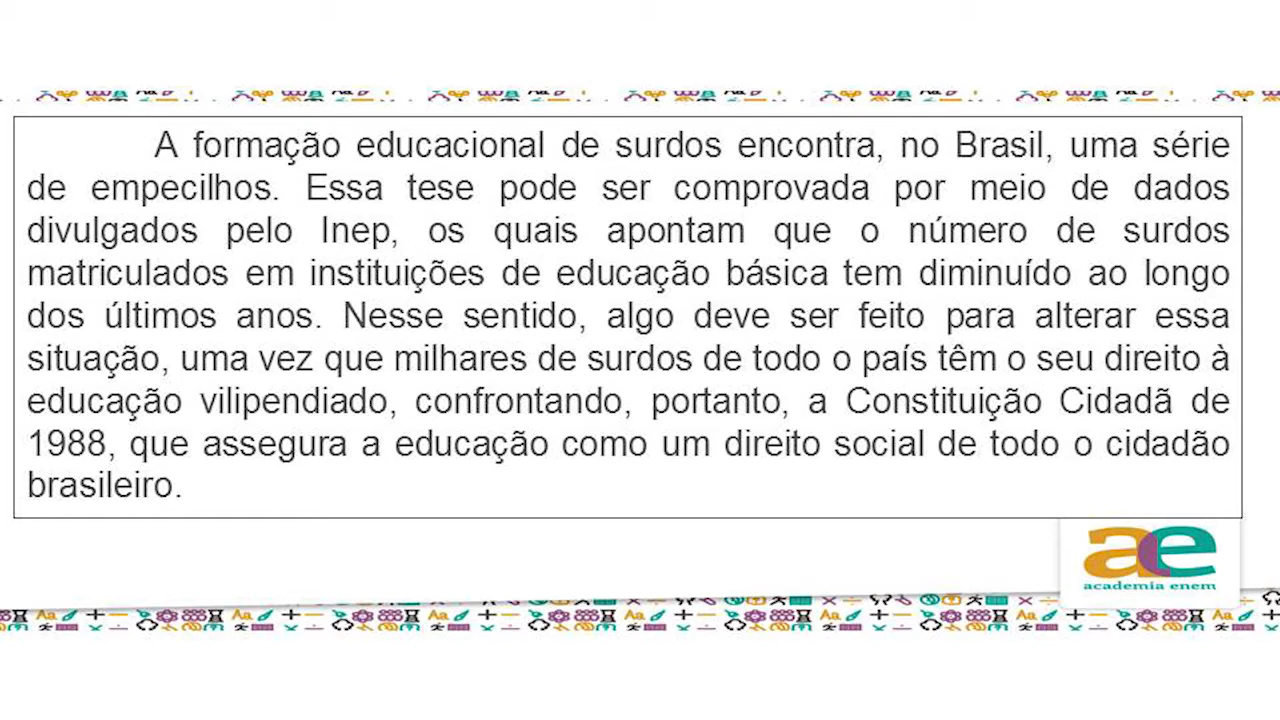 A formação educacional de surdos encontra, no Brasil, uma série
de empecilhos. Essa tese pode ser comprovada por meio de dados
divulgados pelo Inep, os quais apontam que o número de surdos
matriculados em instituições de educação básica tem diminuído ao longo
dos últimos anos. Nesse sentido, algo deve ser feito para alterar essa
situação, uma vez que milhares de surdos de todo o país têm o seu direito à
educação vilipendiado, confrontando, portanto, a Constituição Cidadã de
1988, que assegura a educação como um direito social de todo o cidadão
brasileiro.
ae
academia enem